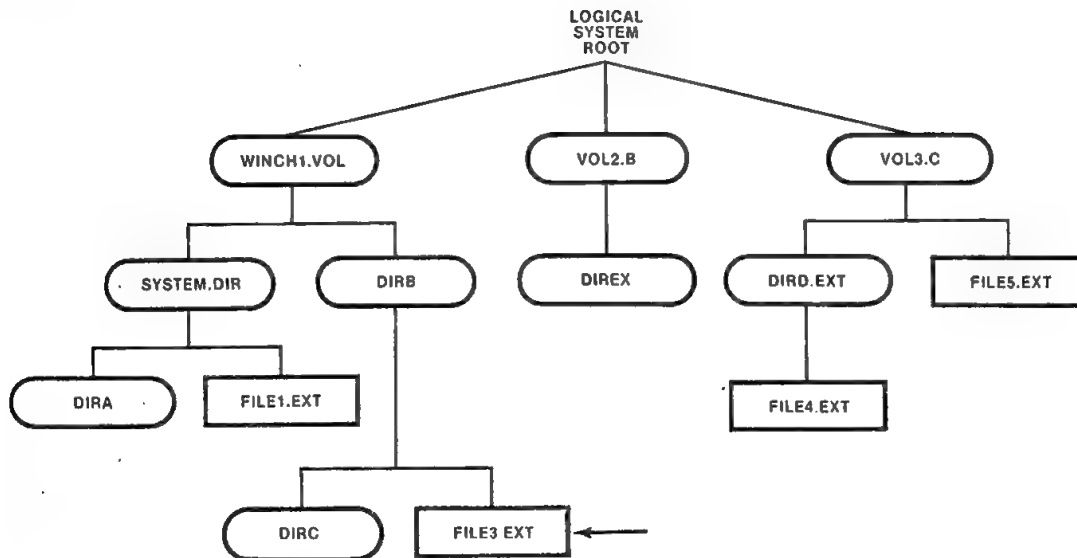 LOGICAL
SYSTEM
ROOT
WINCH1.VOL
VOL2.B
VOL3.C
SYSTEM.DIR
DIRB
DIREX
DIRD.EXT
FILE5.EXT
DIRA
FILE1.EXT
FILE4.EXT
DIRC
FILE3 EXT